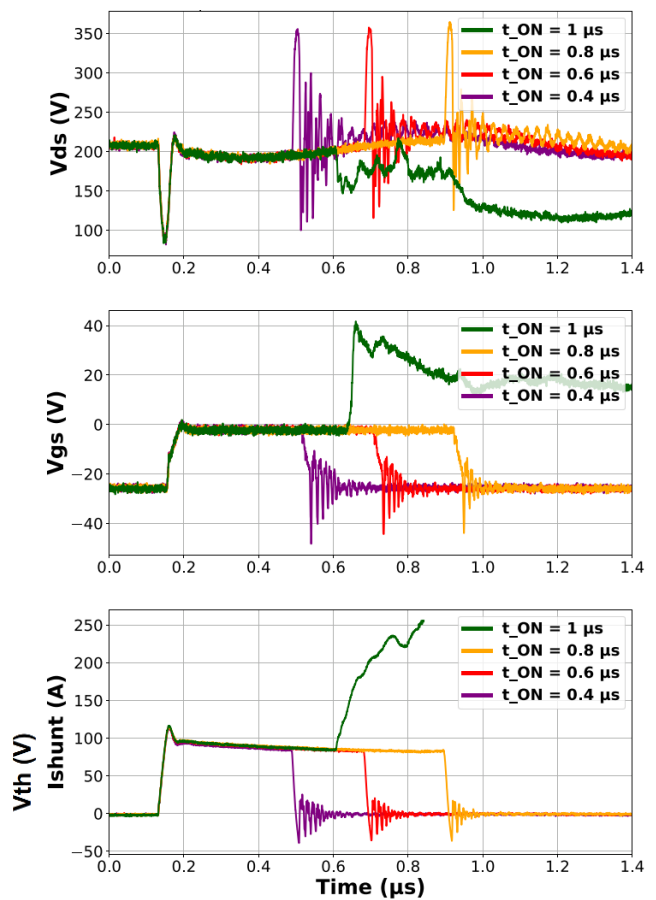 Vds (V)
350
300
250
200
150
100
t_ON = 1 µs
t_ON = 0.8 µs
t_ON = 0.6 µs
t_ON = 0.4 µs
0.0 0.2 0.4 0.6 0.8 1.0 1.2 1.4
Vgs (V)
40
20
0
−20
−40
t_ON = 1 µs
t_ON = 0.8 µs
t_ON = 0.6 µs
t_ON = 0.4 µs
0.0 0.2 0.4 0.6 0.8 1.0 1.2 1.4
Vth (V)
Ishunt (A)
250
200
150
100
50
0
−50
t_ON = 1 µs
t_ON = 0.8 µs
t_ON = 0.6 µs
t_ON = 0.4 µs
0.0 0.2 0.4 0.6 0.8 1.0 1.2 1.4
Time (µs)